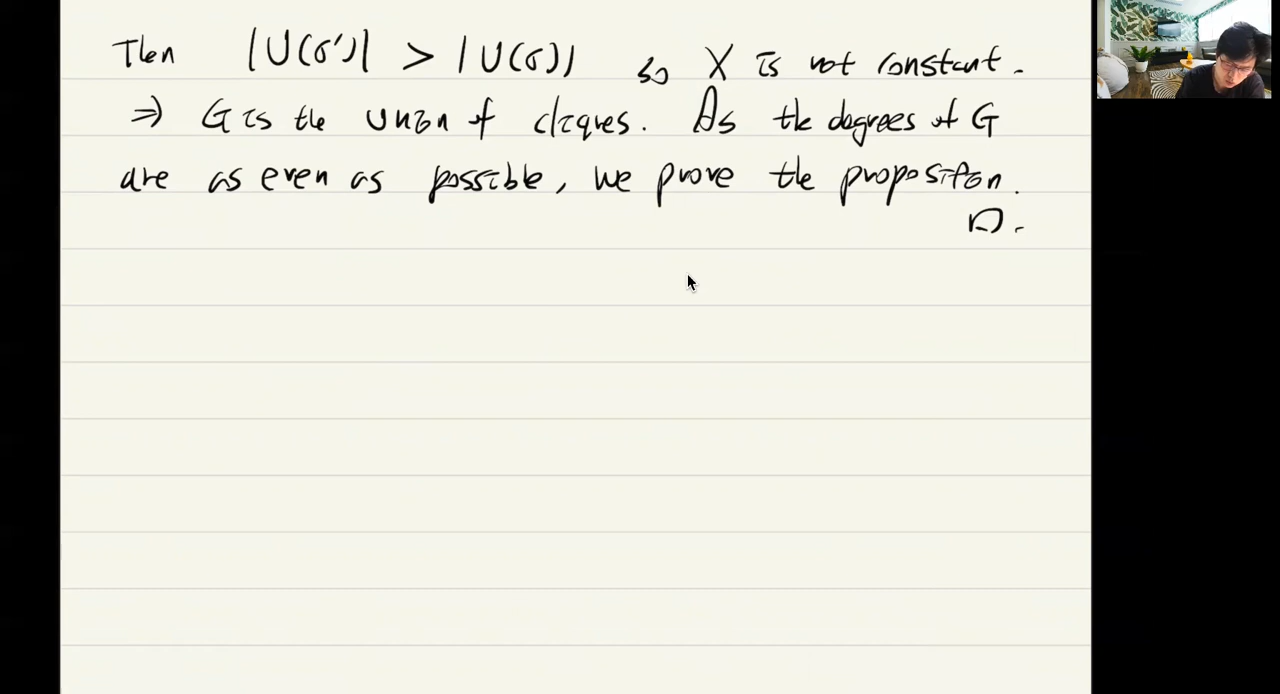 Then |U(σ')| > |U(σ)| so X is not constant.
⇒ G is the union of cliques. As the degrees of G
are as even as possible, we prove the proposition.
□.